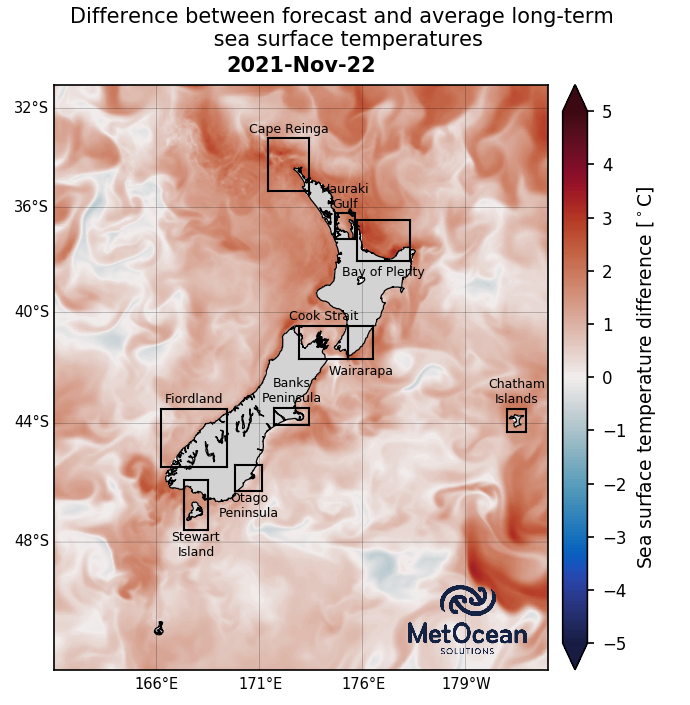 Difference between forecast and average long-term
sea surface temperatures
2021-Nov-22
32°S
36°S
40°S
44°S
48°S
Cape Reinga
Hauraki
Gulf
Bay of Plenty
Cook Strait
Wairarapa
Banks
Peninsula
Fiordland
Chatham
Islands
Otago
Peninsula
Stewart
Island
MetOcean
SOLUTIONS
166°E
171°E
176°E
179°W
5
4
3
2
1
0
−1
−2
−3
−4
−5
Sea surface temperature difference [°C]